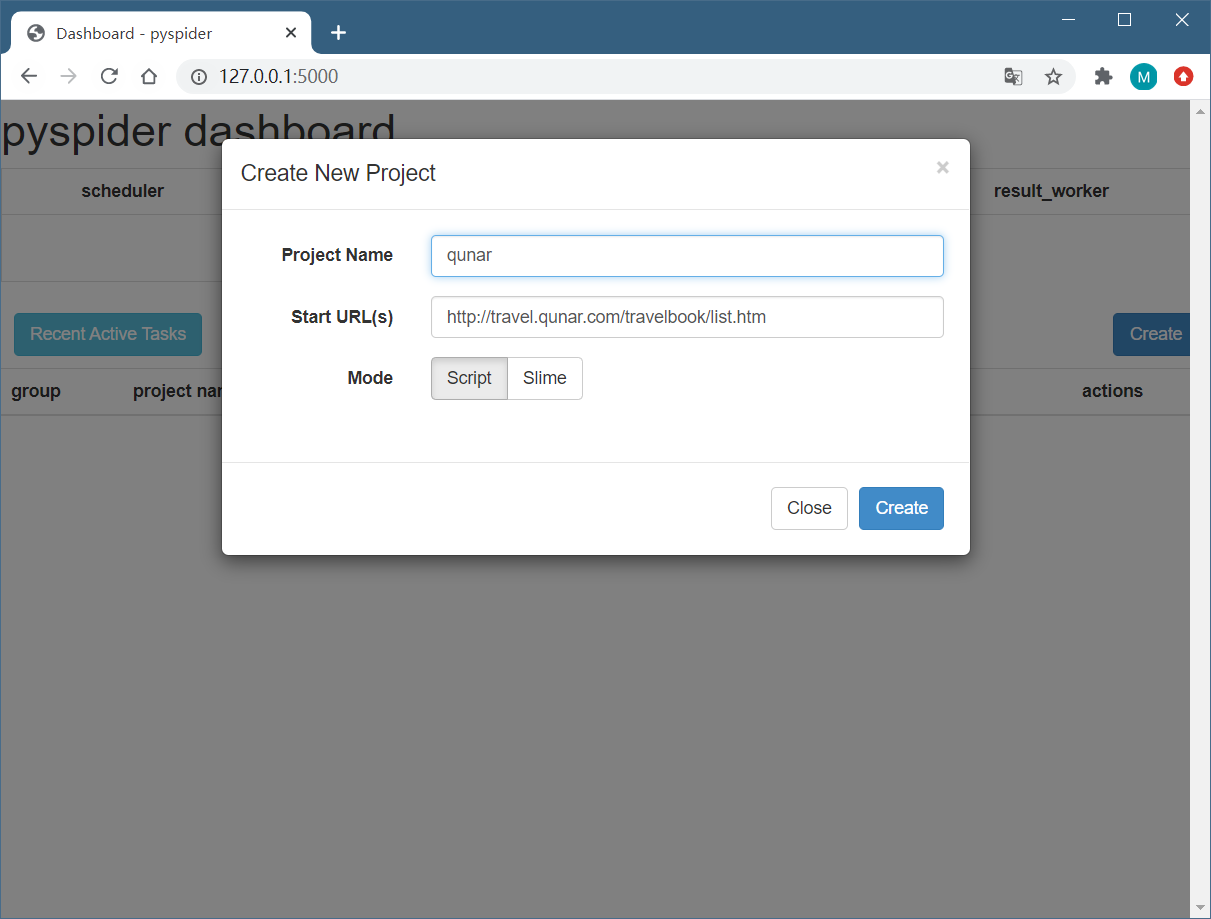 Dashboard - pyspider
127.0.0.1:5000
M
pyspider dashboard
scheduler
result_worker
Recent Active Tasks
Create
group
project nar
actions
Create New Project
×
Project Name
qunar
Start URL(s)
http://travel.qunar.com/travelbook/list.htm
Mode
Script
Slime
Close
Create